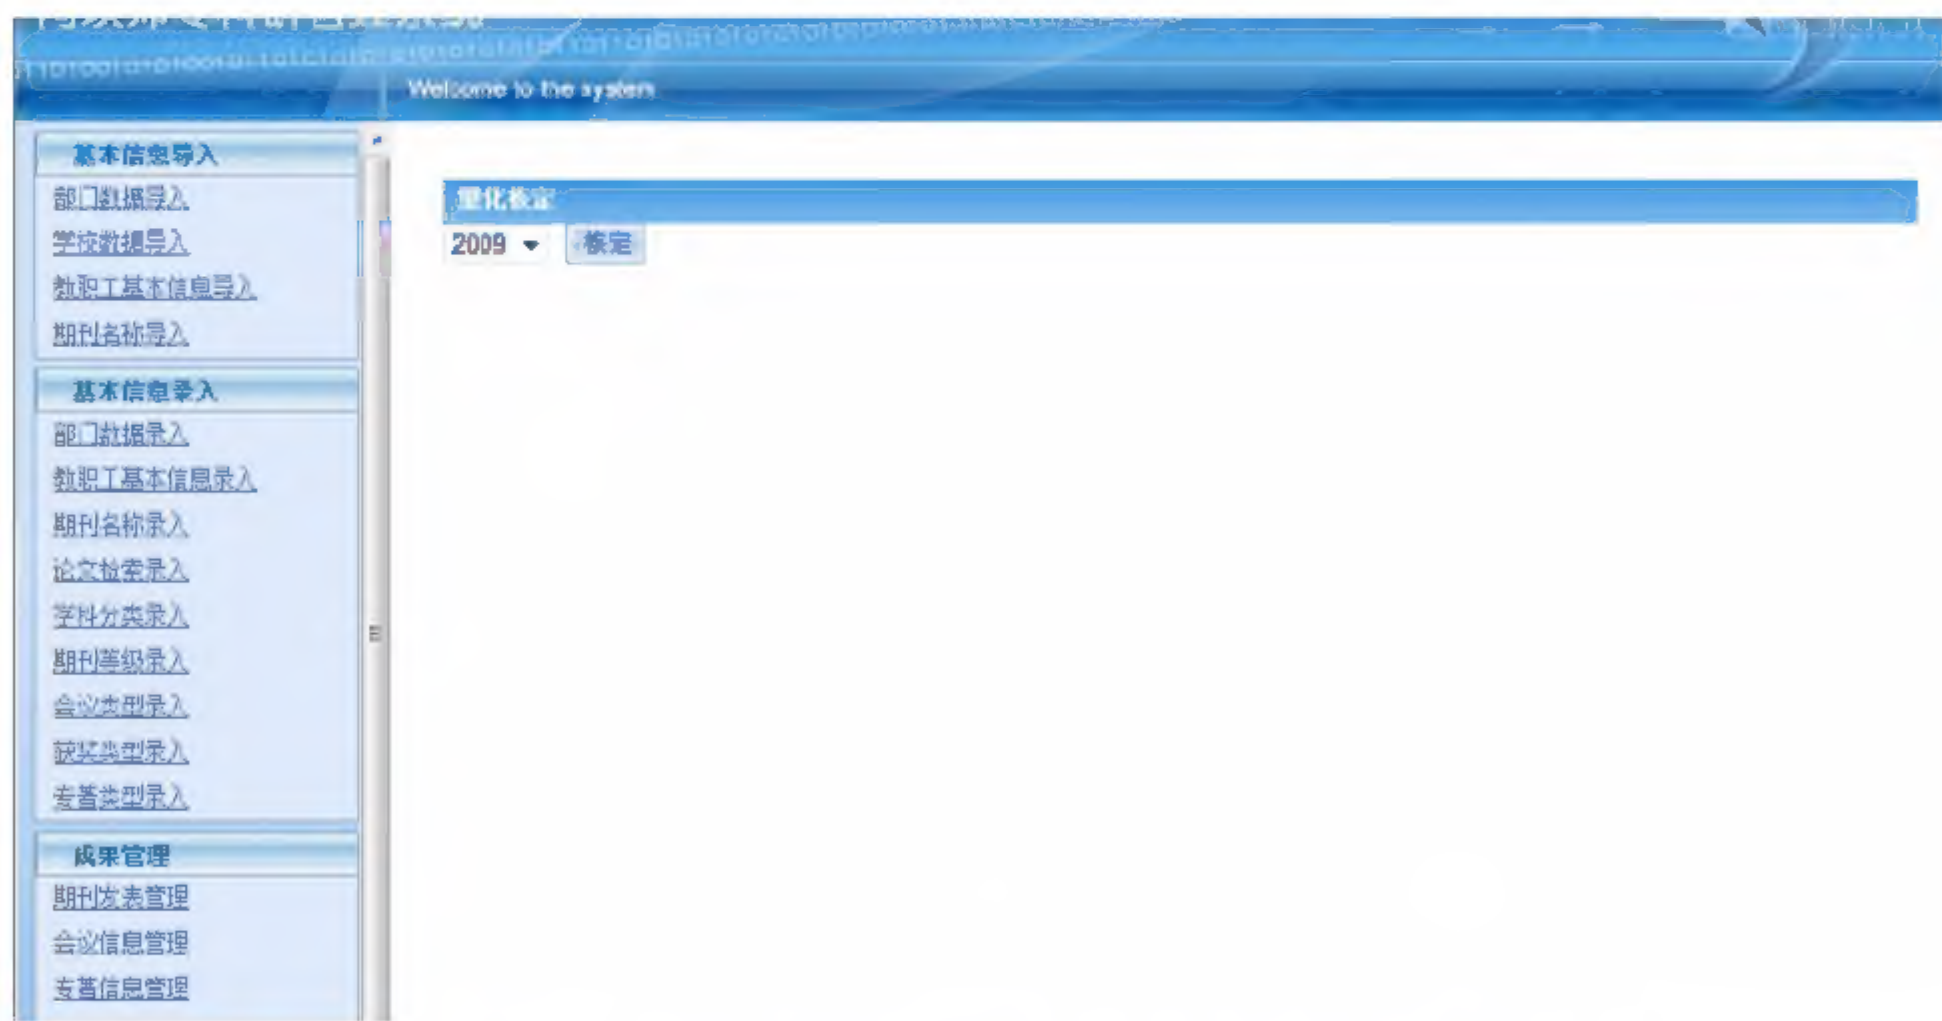 Welcome to the system
基本信息导入
部门数据导入
学校数据导入
教职工基本信息导入
期刊名称导入
基本信息录入
部门数据录入
教职工基本信息录入
期刊名称录入
论文检索录入
学科分类录入
期刊等级录入
会议类型录入
获奖类型录入
专著类型录入
成果管理
期刊发表管理
会议信息管理
专著信息管理
量化核定
2009 核定